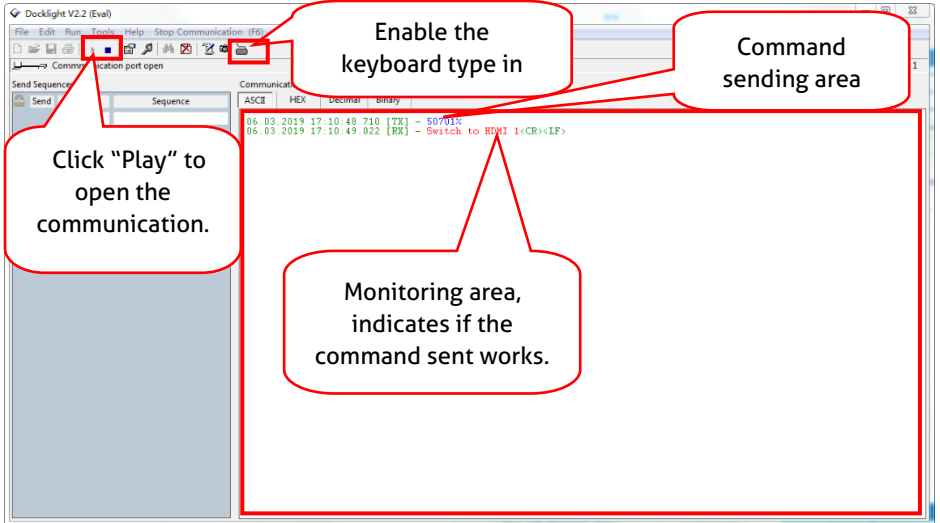 Docklight V2.2 (Eval)
File Edit Run Tools Help Stop Communication (F6)
port open
1
Send Sequence
Send
Sequence
ASCII HEX Decimal Binary
06.03.2019 17:10:48.710 [TX] - 50701%
06.03.2019 17:10:49.022 [RX] - Switch to HDMI 1<CR><LF>
Enable the
keyboard type in
Command
sending area
Click “Play” to
open the
communication.
Monitoring area,
indicates if the
command sent works.